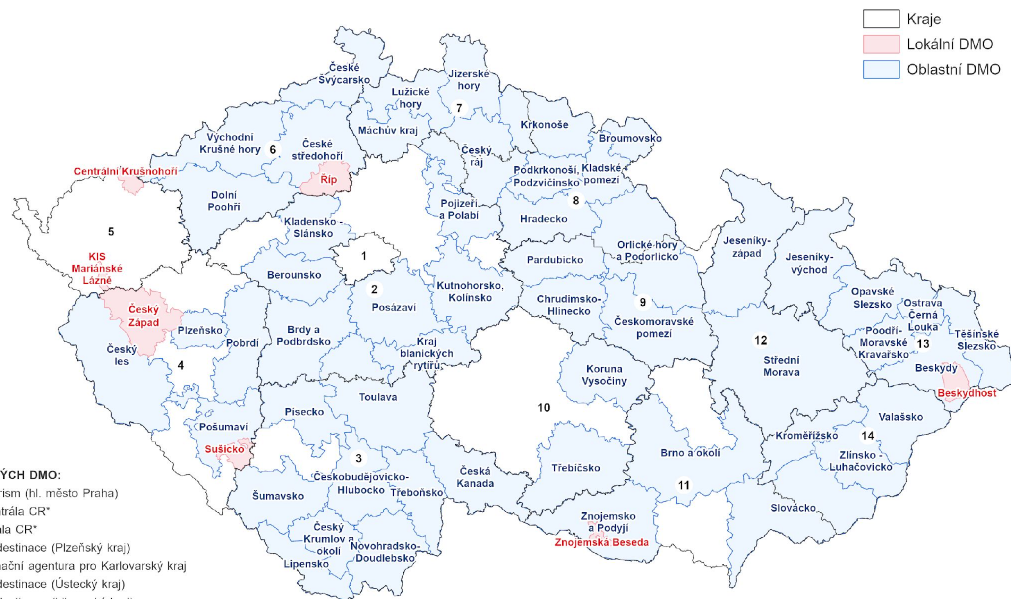 Kraje
Lokální DMO
Oblastní DMO
České
Švýcarsko
Jizerské
hory
Lužické
hory
7
Máchův kraj
Krkonoše
Broumovsko
Východní
Krušné hory
6
České
středohoří
Český
ráj
Centrální Krušnohoří
Říp
Podkrkonoší,
Podzvičinsko
Kladské
pomezí
Dolní
Poohří
Pojizeří
a Polabí
8
Hradecko
Kladensko -
Slánsko
5
1
Orlické hory
a Podorlicko
Jeseníky-
západ
Jeseníky-
východ
KIS
Mariánské
Lázně
Berounsko
Pardubicko
2
Posázaví
Kutnohorsko,
Kolínsko
Opavské
Slezsko
Ostrava
Černá
Louka
Český
Západ
Plzeňsko
Chrudimsko-
Hlinecko
9
Českomoravské
pomezí
Poodří-
Moravské
Kravařsko
13
Těšínské
Slezsko
Brdy a
Podbrdsko
Pobrdí
Kraj
blanických
rytířů
12
Střední
Morava
Český
les
4
Koruna
Vysočiny
Beskydy
Beskydhost
Toulava
Pisecko
10
Valašsko
Pošumaví
Kroměřížsko
14
Sušicko
Brno a okolí
Zlínsko -
Luhačovicko
3
Třebíčsko
Česká
Kanada
Českobudějovicko-
Hlubocko
Třeboňsko
11
Šumavsko
Slovácko
Znojemsko
a Podyjí
Znojemská Beseda
Český
Krumlov a
okolí
Novohradsko-
Doudlebsko
Lipensko
ÝCH DMO:
rism (hl. město Praha)
ntrála CR*
ala CR*
destinace (Plzeňský kraj)
nační agentura pro Karlovarský kraj
destinace (Ústecký kraj)